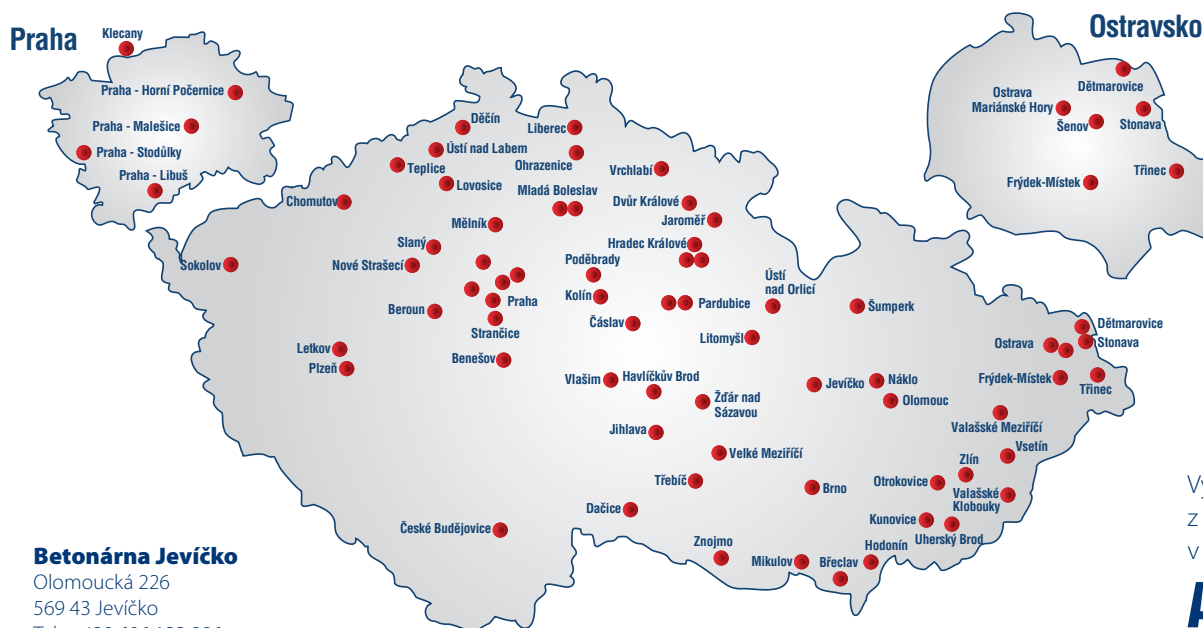 Praha
Klecany
Praha - Horní Počernice
Praha - Malešice
Praha - Stodůlky
Praha - Libuš
Ostravsko
Dětmarovice
Ostrava
Mariánské Hory
Šenov
Stonava
Třinec
Frýdek-Místek
Děčín
Liberec
Ústí nad Labem
Ohrazenice
Teplice
Vrchlabí
Lovosice
Mladá Boleslav
Chomutov
Dvůr Králové
Jaroměř
Mělník
Slaný
Hradec Králové
Sokolov
Nové Strašecí
Poděbrady
Ústí
nad Orlicí
Kolín
Praha
Pardubice
Šumperk
Beroun
Strančice
Čáslav
Litomyšl
Dětmarovice
Ostrava
Stonava
Letkov
Plzeň
Benešov
Vlašim
Havlíčkův Brod
Jevíčko
Náklo
Frýdek-Místek
Třinec
Žďár nad
Sázavou
Olomouc
Valašské Meziříčí
Jihlava
Vsetín
Velké Meziříčí
Zlín
Třebíč
Brno
Otrokovice
Valašské
Klobouky
Dačice
České Budějovice
Kunovice
Uherský Brod
Znojmo
Mikulov
Břeclav
Hodonín
Betonárna Jevíčko
Olomoucká 226
569 43 Jevíčko
z
v